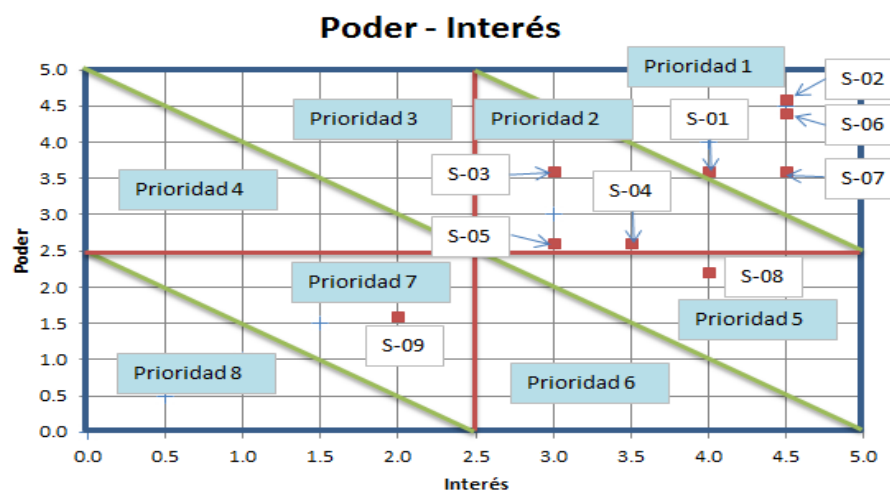 Poder - Interés
Prioridad 1
S-02
Prioridad 3
Prioridad 2
S-01
S-06
S-03
S-04
S-07
Prioridad 4
S-05
Prioridad 7
S-08
Prioridad 5
S-09
Prioridad 8
Prioridad 6
Poder
5.0
4.5
4.0
3.5
3.0
2.5
2.0
1.5
1.0
0.5
0.0
0.0 0.5 1.0 1.5 2.0 2.5 3.0 3.5 4.0 4.5 5.0
Interés